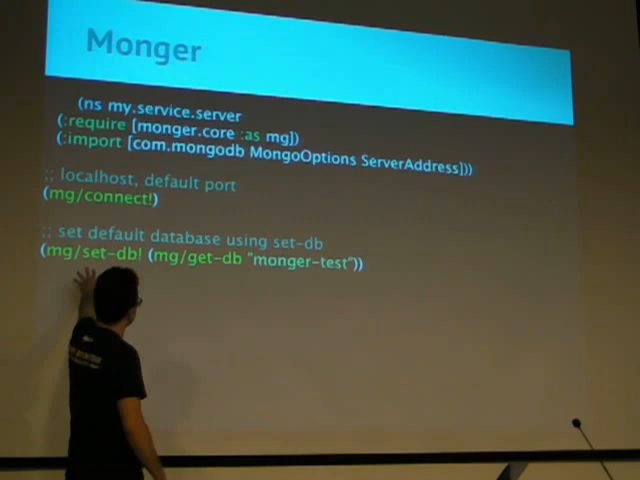 Monger
(ns my.service.server
(:require [monger.core :as mg])
(:import [com.mongodb MongoOptions ServerAddress]))
;; localhost, default port
(mg/connect!)
;; set default database using set-db
(mg/set-db! (mg/get-db "monger-test"))